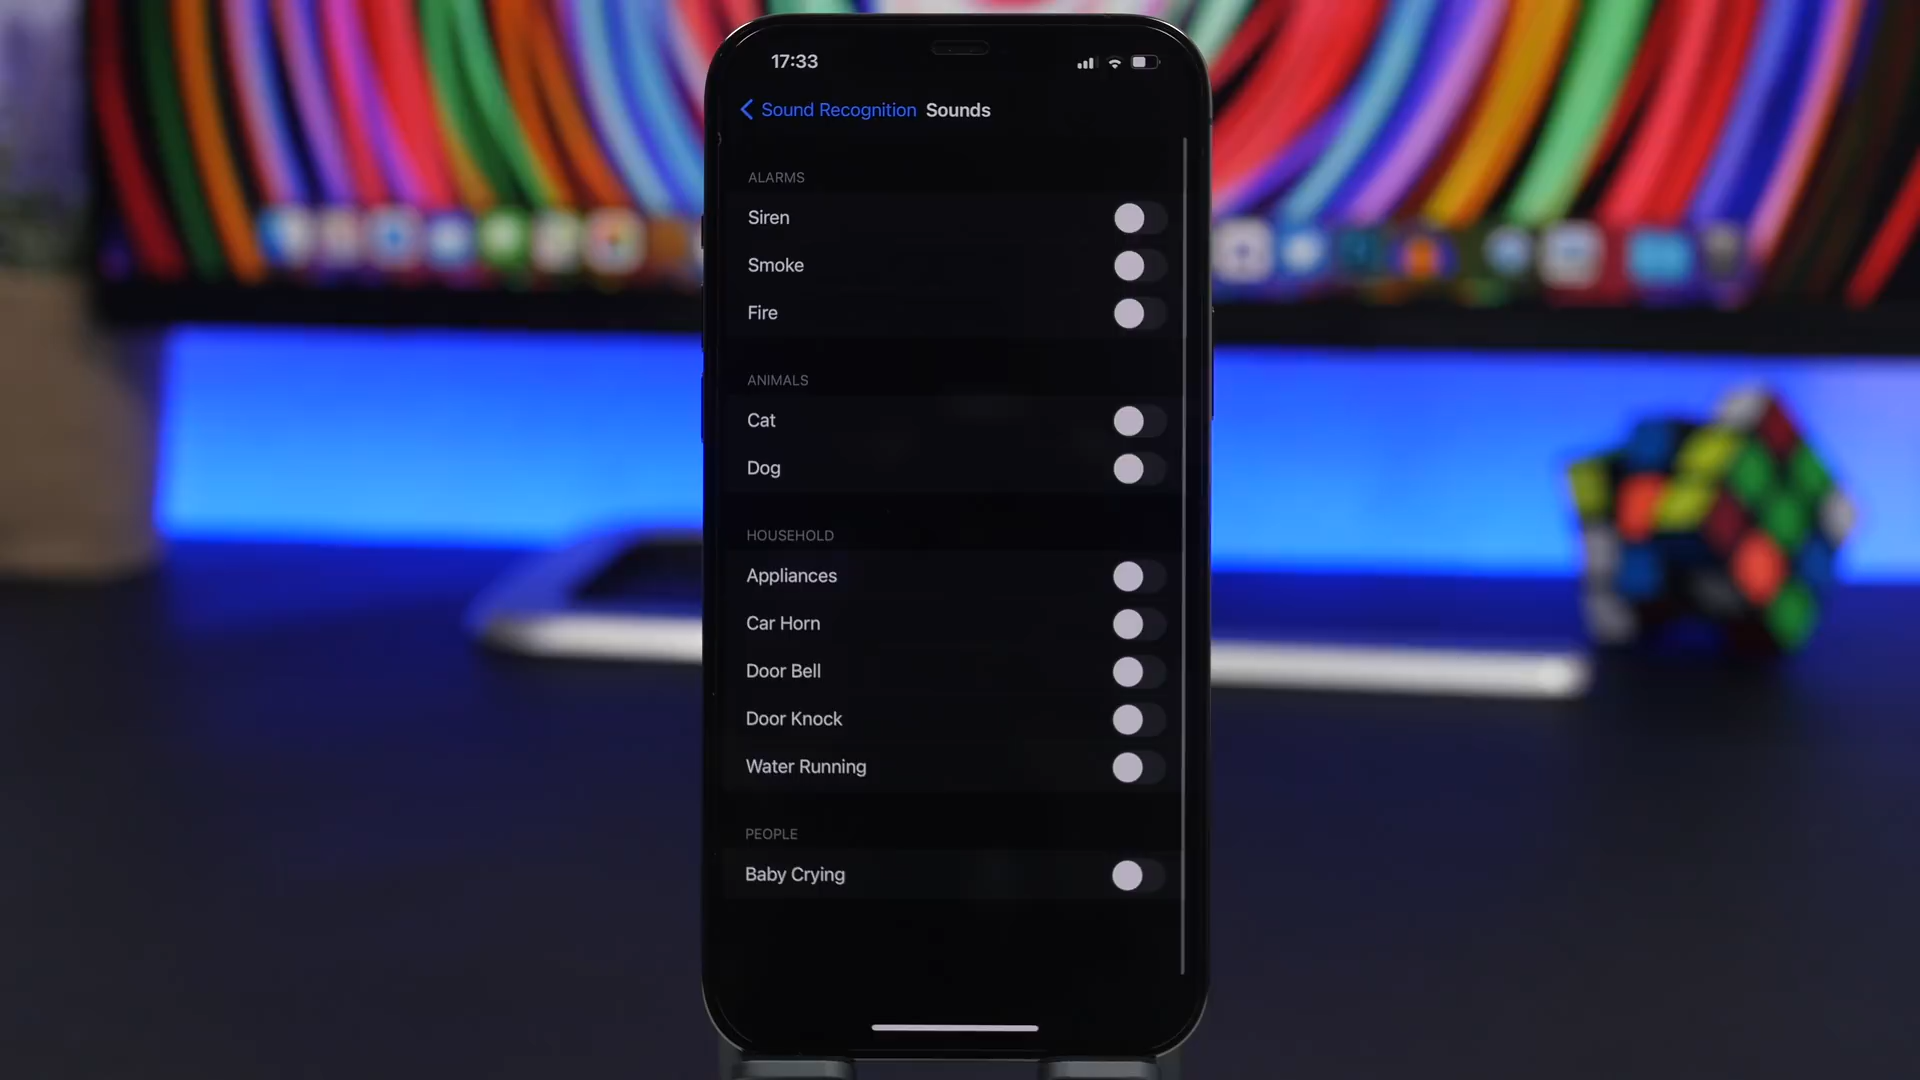 17:33
Sound Recognition Sounds
ALARMS
Siren
Smoke
Fire
ANIMALS
Cat
Dog
HOUSEHOLD
Appliances
Car Horn
Door Bell
Door Knock
Water Running
PEOPLE
Baby Crying